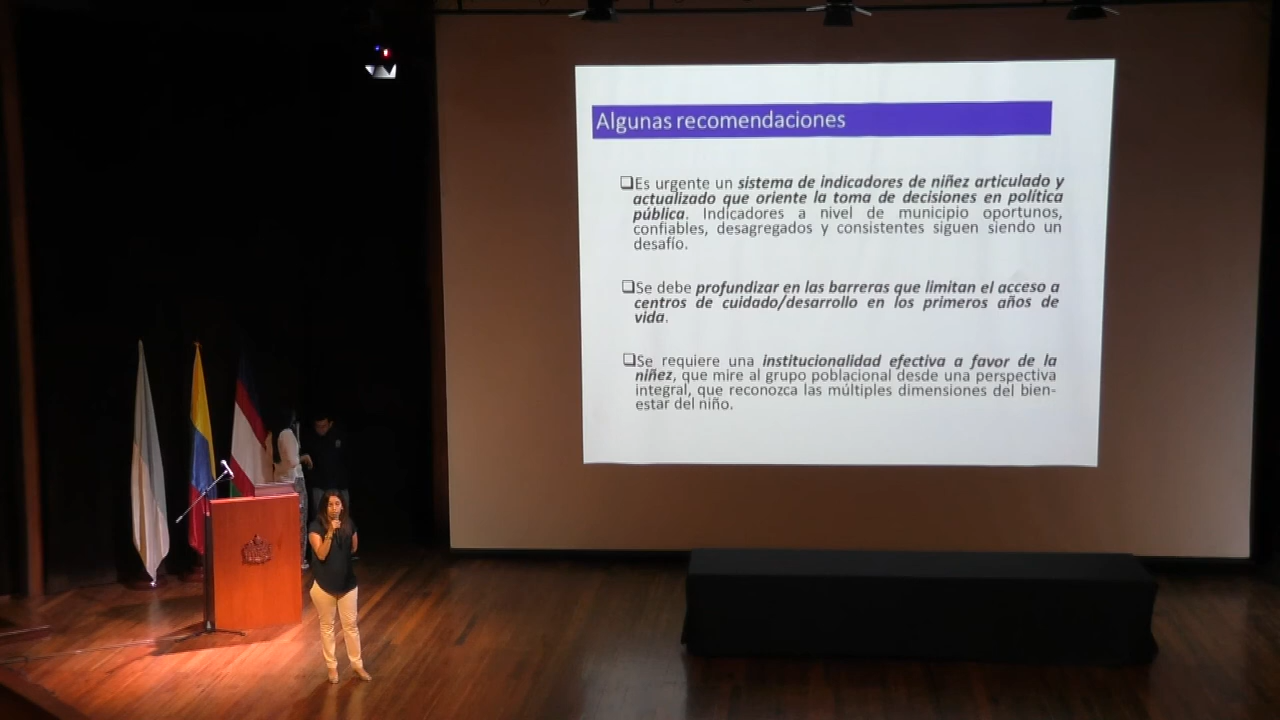 Algunas recomendaciones
❑Es urgente un sistema de indicadores de niñez articulado y
actualizado que oriente la toma de decisiones en política
pública. Indicadores a nivel de municipio oportunos,
confiables, desagregados y consistentes siguen siendo un
desafío.
❑Se debe profundizar en las barreras que limitan el acceso a
centros de cuidado/desarrollo en los primeros años de
vida.
❑Se requiere una institucionalidad efectiva a favor de la
niñez, que mire al grupo poblacional desde una perspectiva
integral, que reconozca las múltiples dimensiones del bien-
estar del niño.